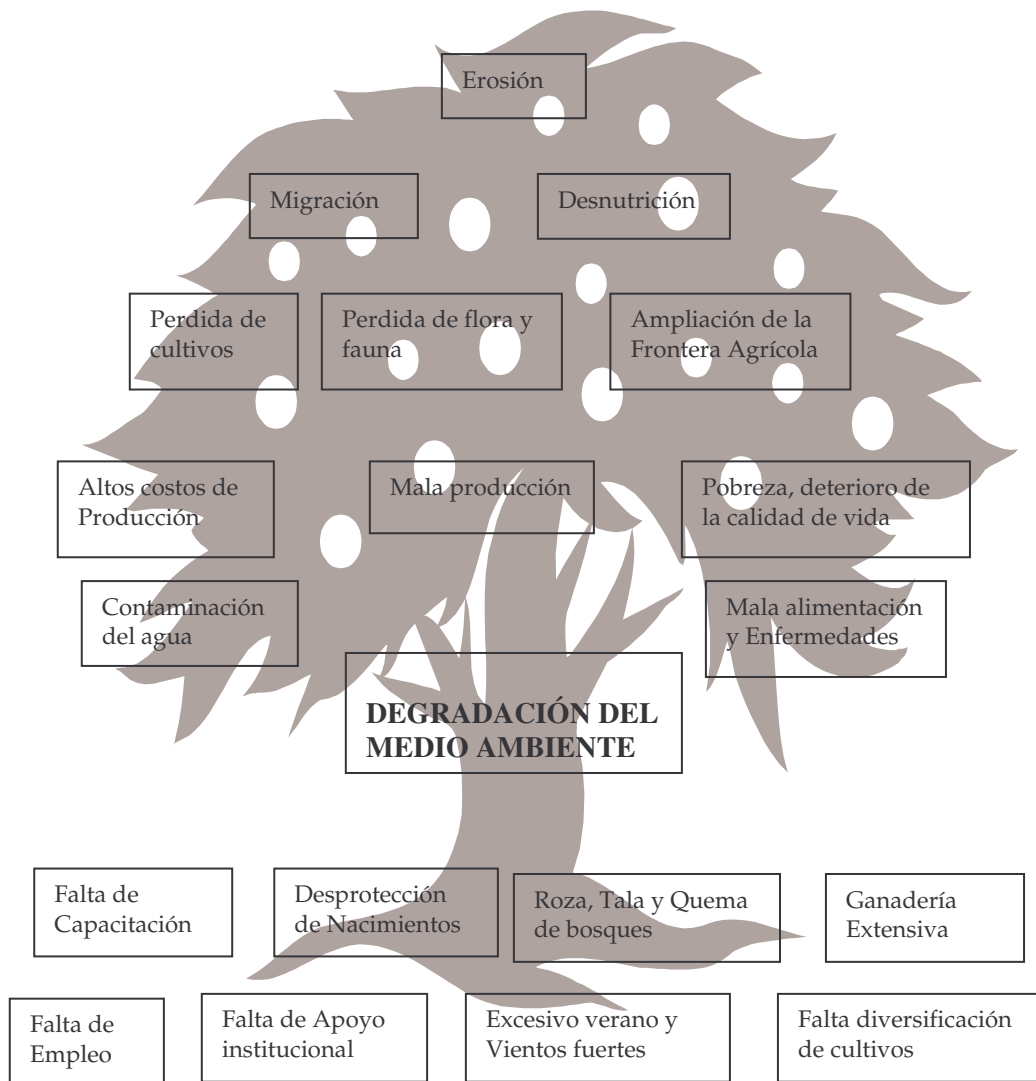 Erosión
Migración
Desnutrición
Perdida de
cultivos
Perdida de flora y
fauna
Ampliación de la
Frontera Agrícola
Altos costos de
Producción
Mala producción
Pobreza, deterioro de
la calidad de vida
Contaminación
del agua
Mala alimentación
y Enfermedades
DEGRADACIÓN DEL
MEDIO AMBIENTE
Falta de
Capacitación
Desprotección
de Nacimientos
Roza, Tala y Quema
de bosques
Ganadería
Extensiva
Falta de
Empleo
Falta de Apoyo
institucional
Excesivo verano y
Vientos fuertes
Falta diversificación
de cultivos